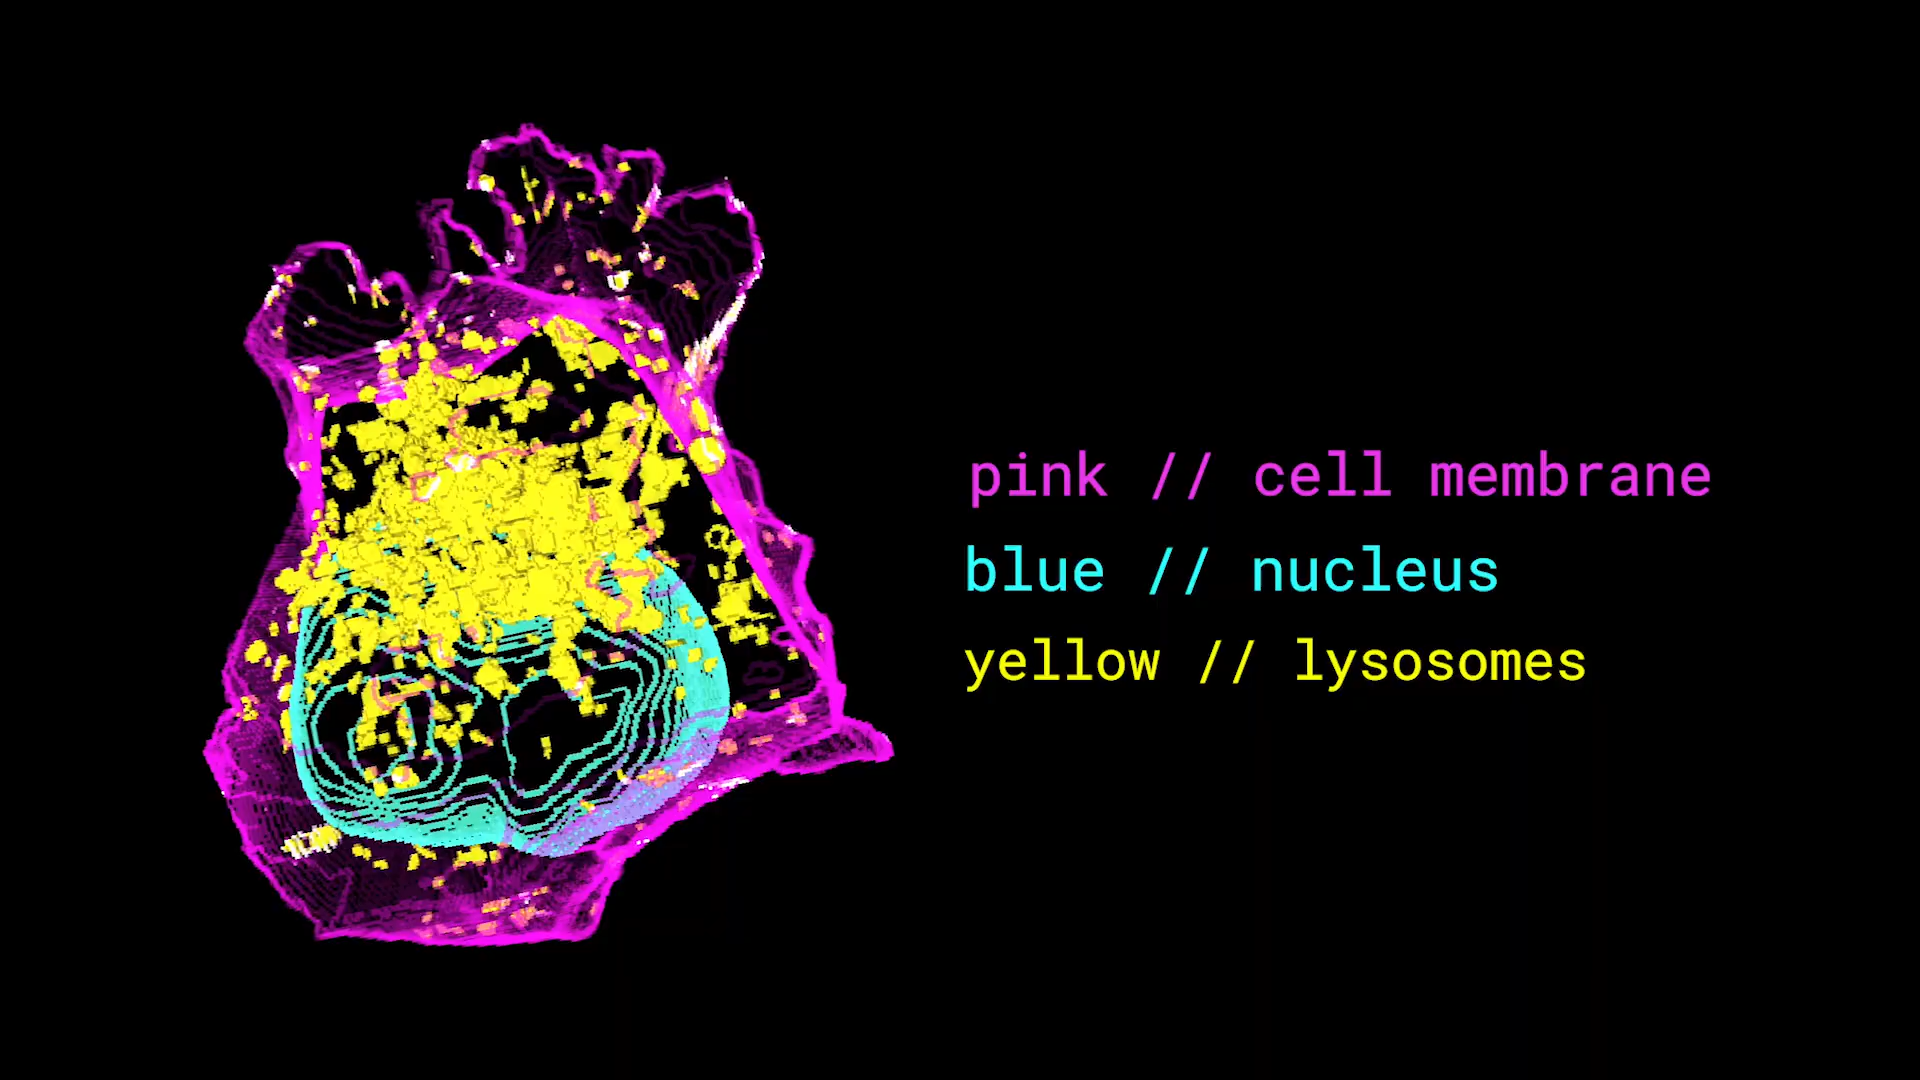 pink // cell membrane
blue // nucleus
yellow // lysosomes